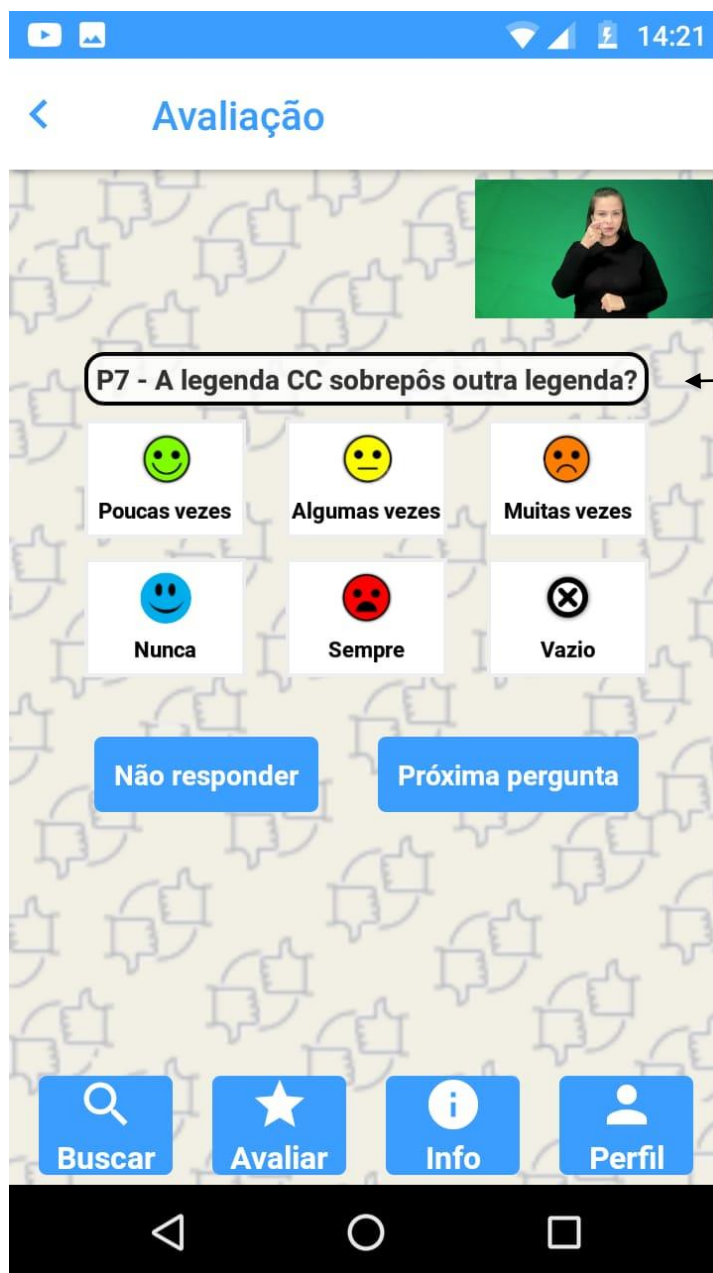 14:21
Avaliação
P7 - A legenda CC sobrepôs outra legenda?
Poucas vezes Algumas vezes Muitas vezes
Nunca Sempre Vazio
Não responder Próxima pergunta
Buscar Avaliar Info Perfil